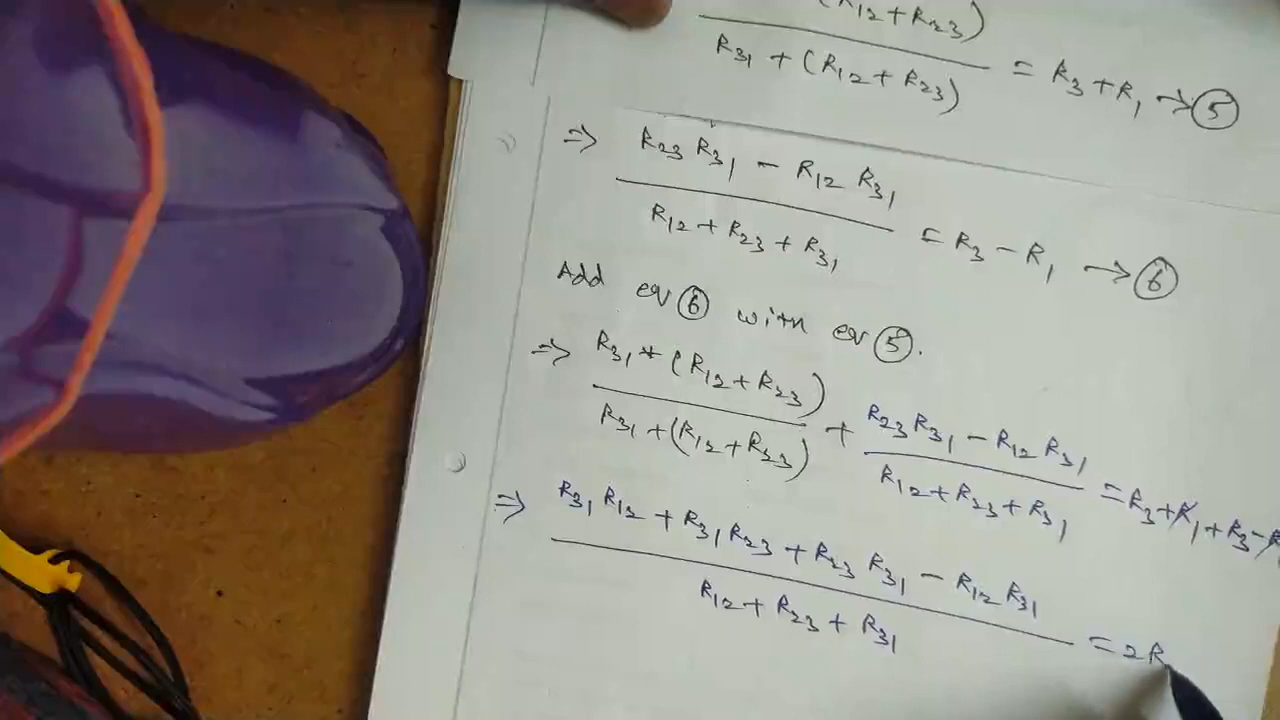 (R12+R23)
R31 + (R12 + R23) = R3 + R1 → ⑤
⇒ R23 R31 − R12 R31
R12 + R23 + R31 = R3 − R1 → ⑥
Add eq ⑥ with eq ⑤.
⇒ R31 * (R12 + R23)
R31 + (R12 + R23) + R23 R31 − R12 R31
R12 + R23 + R31 = R3 + R1 + R3 −
⇒ R31 R12 + R31 R23 + R23 R31 − R12 R31
R12 + R23 + R31 = 2R